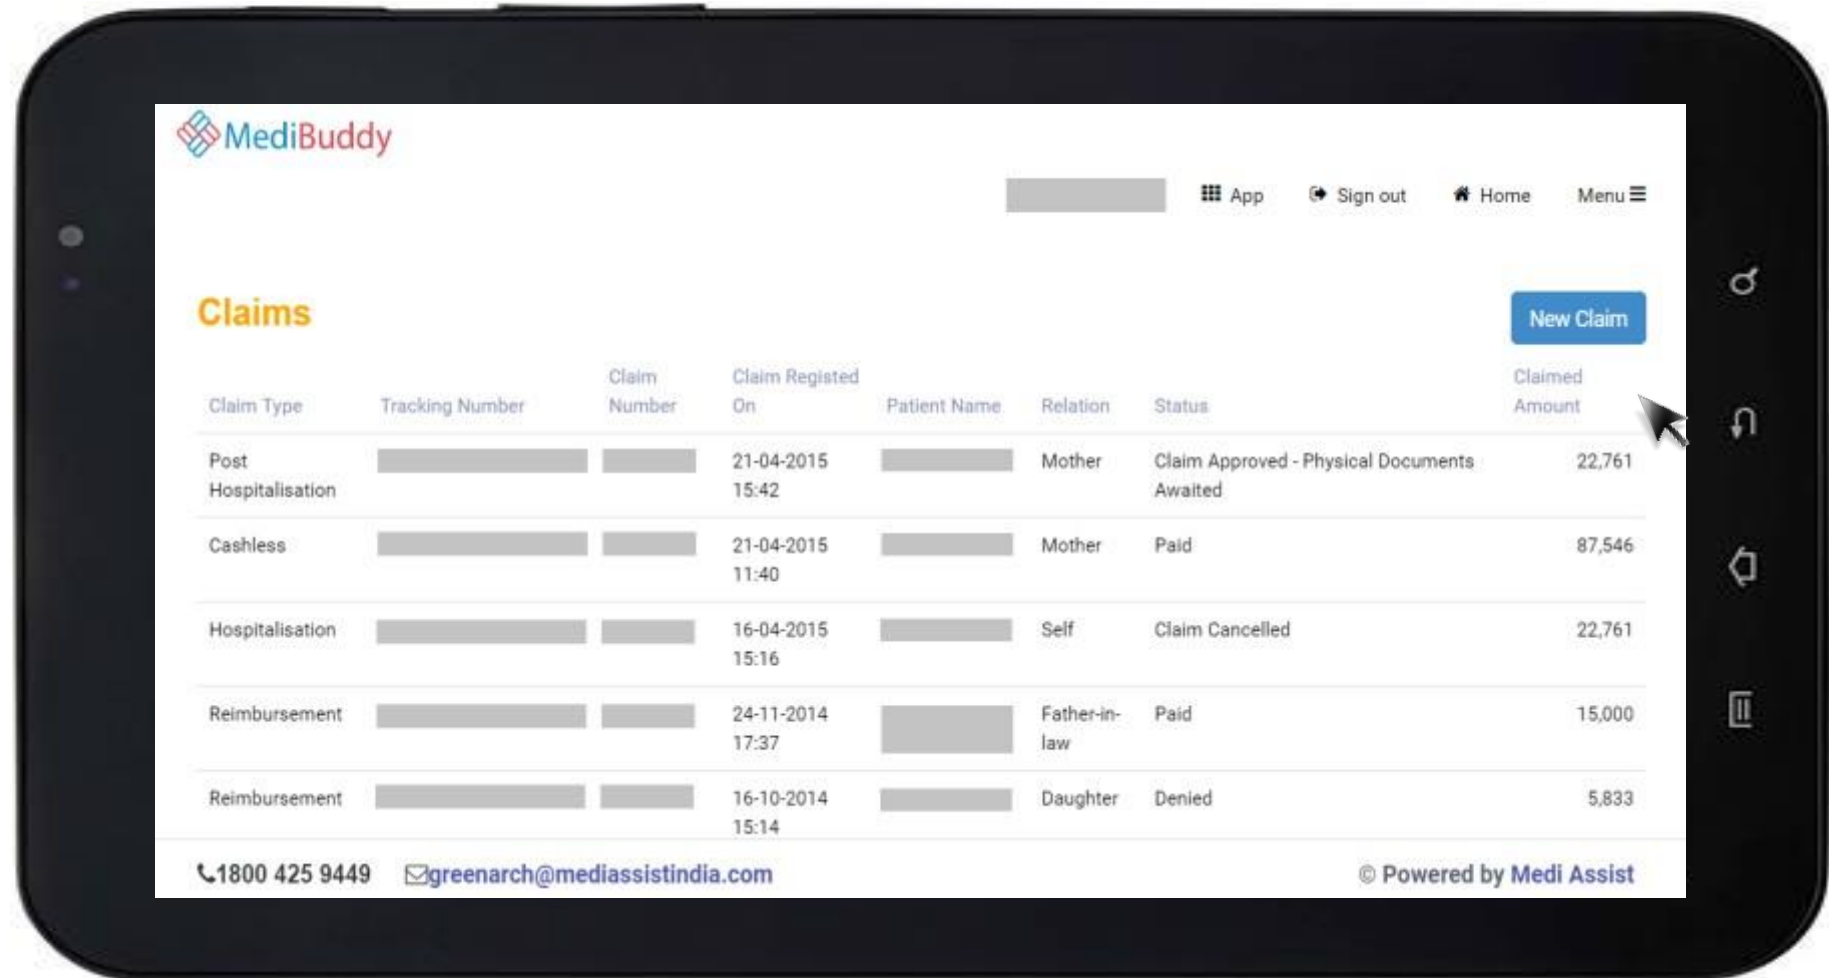 MediBuddy
App Sign out Home Menu
Claims
New Claim
Claim Type Tracking Number Claim Number Claim Registed On Patient Name Relation Status Claimed Amount
Post Hospitalisation 21-04-2015 15:42 Mother Claim Approved - Physical Documents Awaited 22,761
Cashless 21-04-2015 11:40 Mother Paid 87,546
Hospitalisation 16-04-2015 15:16 Self Claim Cancelled 22,761
Reimbursement 24-11-2014 17:37 Father-in-law Paid 15,000
Reimbursement 16-10-2014 15:14 Daughter Denied 5,833
1800 425 9449 greenarch@mediassistindia.com © Powered by Medi Assist